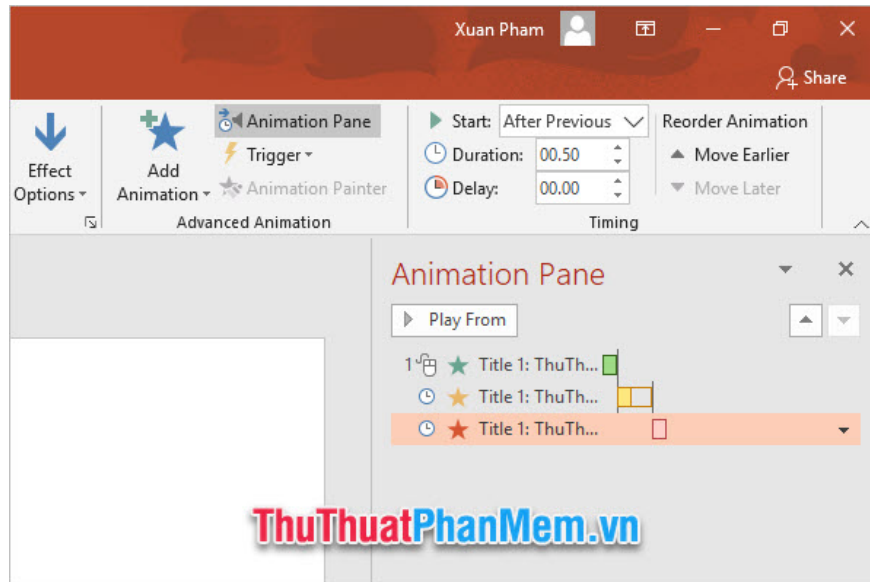 Xuan Pham
Share
Effect
Options
Add
Animation
Animation Pane
Trigger
Animation Painter
Advanced Animation
Start: After Previous
Duration: 00.50
Delay: 00.00
Timing
Reorder Animation
Move Earlier
Move Later
Animation Pane
Play From
1 Title 1: ThuTh...
Title 1: ThuTh...
Title 1: ThuTh...
ThuThuatPhanMem.vn